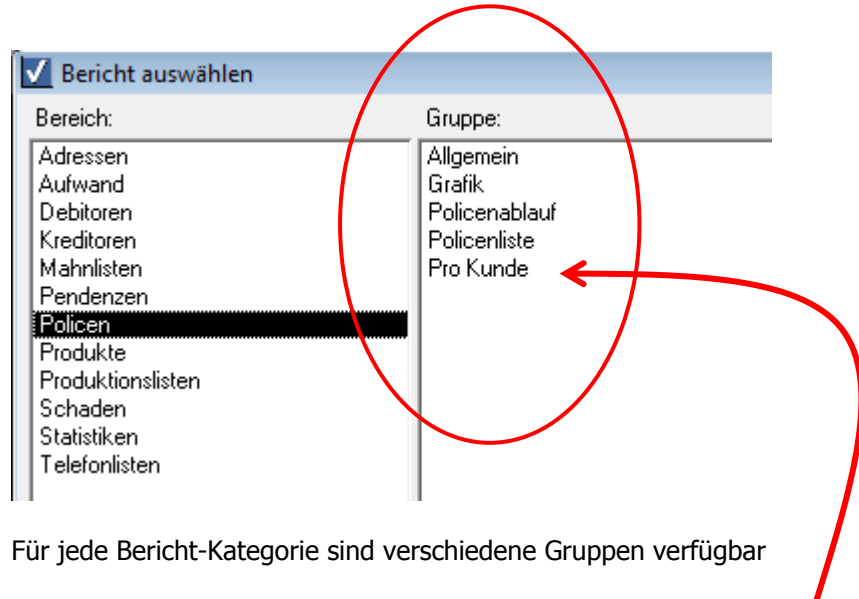 Bericht auswählen
Bereich:
Adressen
Aufwand
Debitoren
Kreditoren
Mahnlisten
Pendenzen
Policen
Produkte
Produktionslisten
Schaden
Statistiken
Telefonlisten
Gruppe:
Allgemein
Grafik
Policenablauf
Policenliste
Pro Kunde
Für jede Bericht-Kategorie sind verschiedene Gruppen verfügbar